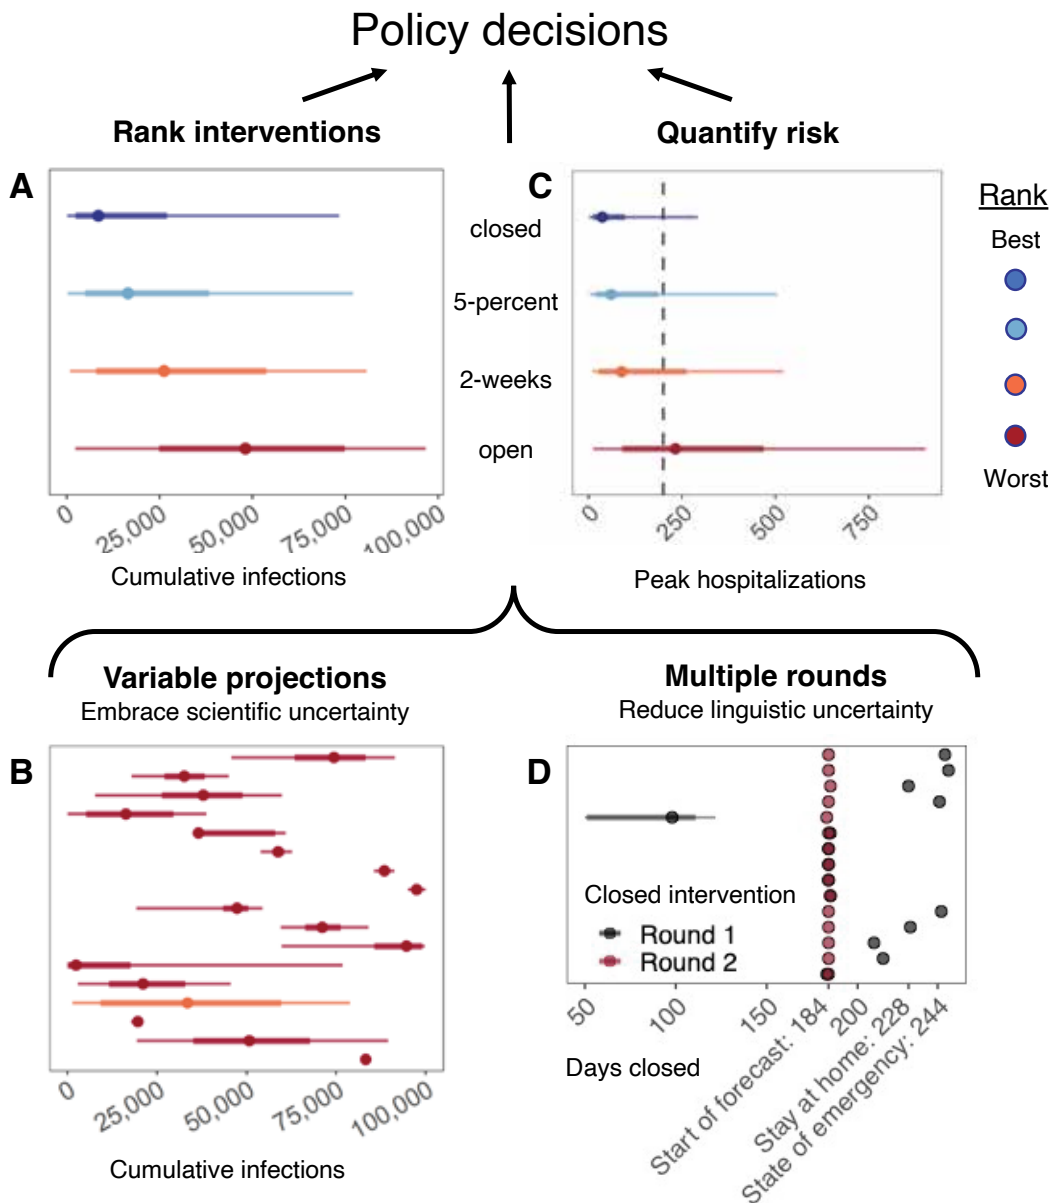 Policy decisions
Rank interventions
Quantify risk
A
C
closed
5-percent
2-weeks
open
Rank
Best
Worst
0
25,000
50,000
75,000
100,000
Cumulative infections
0
250
500
750
Peak hospitalizations
Variable projections
Embrace scientific uncertainty
Multiple rounds
Reduce linguistic uncertainty
B
0
25,000
50,000
75,000
100,000
Cumulative infections
D
Closed intervention
Round 1
Round 2
50
100
150
Start of forecast: 184
200
Stay at home: 228
State of emergency: 244
Days closed